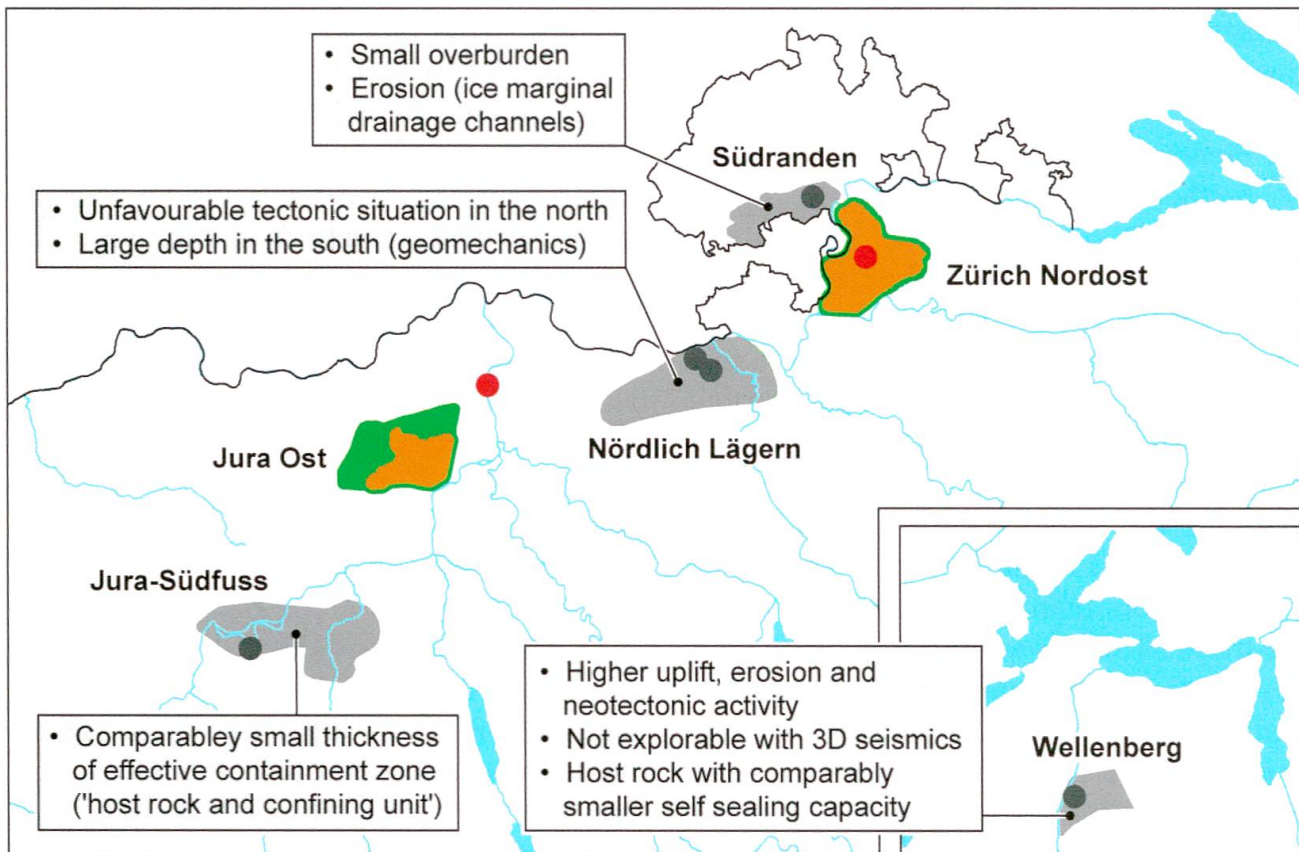 • Small overburden
• Erosion (ice marginal
drainage channels)
Südranden
• Unfavourable tectonic situation in the north
• Large depth in the south (geomechanics)
Zürich Nordost
Jura Ost
Nördlich Lägern
Jura-Südfuss
• Comparabley small thickness
of effective containment zone
('host rock and confining unit')
• Higher uplift, erosion and
neotectonic activity
• Not explorable with 3D seismics
• Host rock with comparably
smaller self sealing capacity
Wellenberg